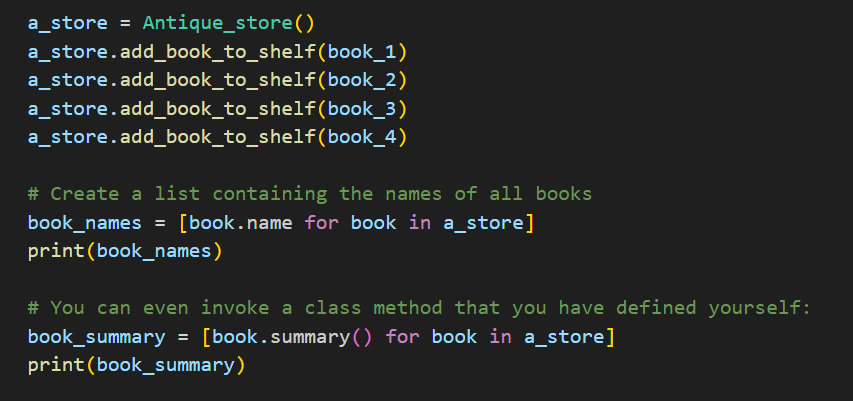 a_store = Antique_store()
a_store.add_book_to_shelf(book_1)
a_store.add_book_to_shelf(book_2)
a_store.add_book_to_shelf(book_3)
a_store.add_book_to_shelf(book_4)
# Create a list containing the names of all books
book_names = [book.name for book in a_store]
print(book_names)
# You can even invoke a class method that you have defined yourself:
book_summary = [book.summary() for book in a_store]
print(book_summary)